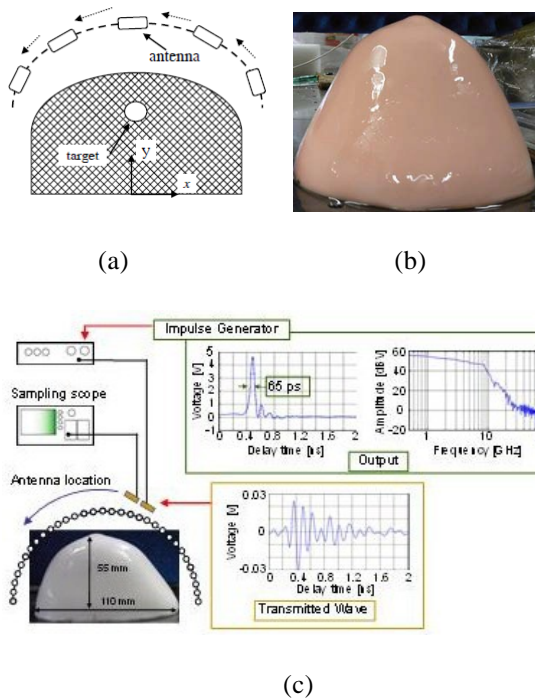 antenna
target
y
x
(a)
(b)
Impulse Generator
Sampling scope
Antenna location
Voltage [v]
5
4
3
2
1
0
-1
65 ps
0 0.4 0.8 1.2 1.6 2
Delay time [ns]
Amplitude [dBV]
60
40
20
0
-20
1 10
Frequency [GHz]
Output
Voltage [v]
0.03
0
-0.03
0 0.4 0.8 1.2 1.6 2
Delay time [ns]
Transmitted Wave
55 mm
110 mm
(c)